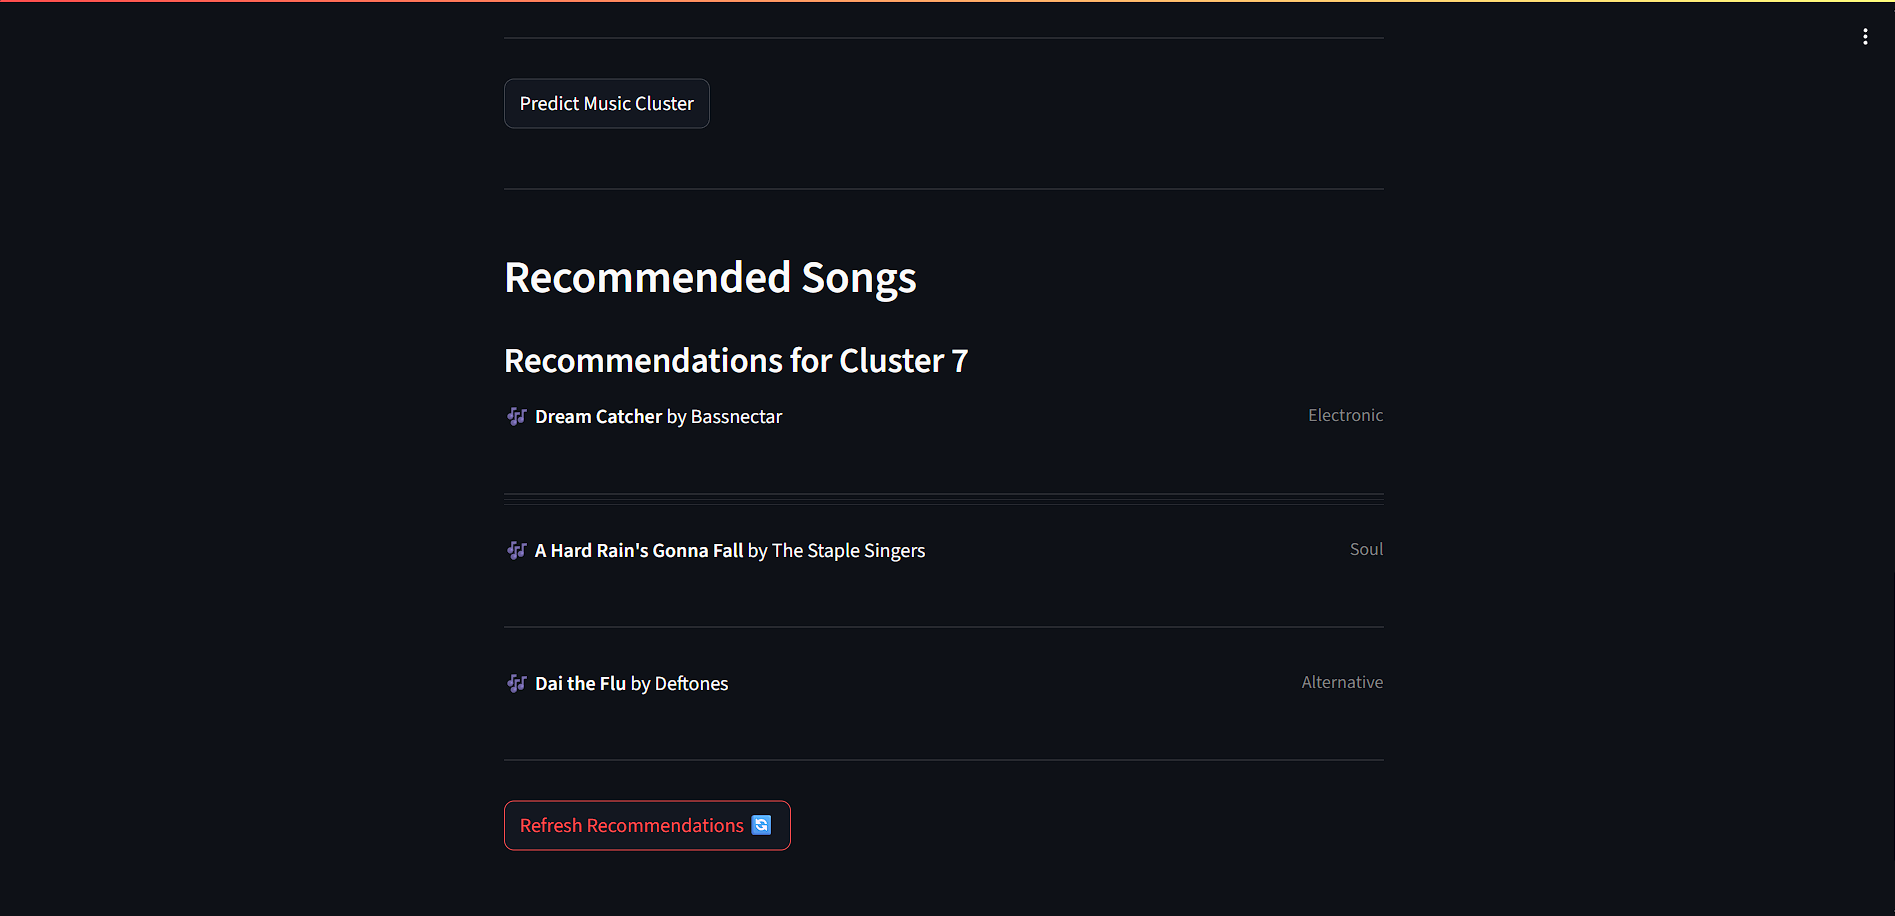 Predict Music Cluster
Recommended Songs
Recommendations for Cluster 7
🎶 Dream Catcher by Bassnectar Electronic
🎶 A Hard Rain's Gonna Fall by The Staple Singers Soul
🎶 Dai the Flu by Deftones Alternative
Refresh Recommendations 🔄